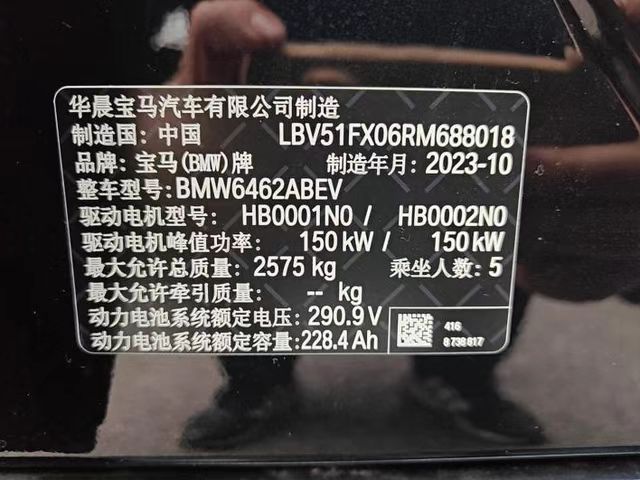 华晨宝马汽车有限公司制造
制造国: 中国 LBV51FX06RM688018
品牌: 宝马(BMW)牌 制造年月: 2023-10
整车型号: BMW6462ABEV
驱动电机型号: HB0001N0 / HB0002N0
驱动电机峰值功率: 150 kW / 150 kW
最大允许总质量: 2575 kg 乘坐人数: 5
最大允许牵引质量: -- kg
动力电池系统额定电压: 290.9 V
动力电池系统额定容量: 228.4 Ah
416
8 738 817